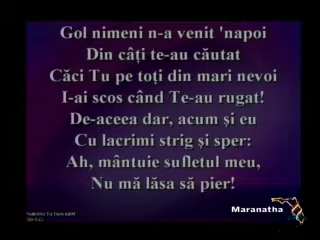 Gol nimeni n-a venit 'napoi
Din câți te-au căutat
Căci Tu pe toți din mari nevoi
I-ai scos când Te-au rugat!
De-aceea dar, acum și eu
Cu lacrimi strig și sper:
Ah, mântuie sufletul meu,
Nu mă lăsa să pier!
Maranatha